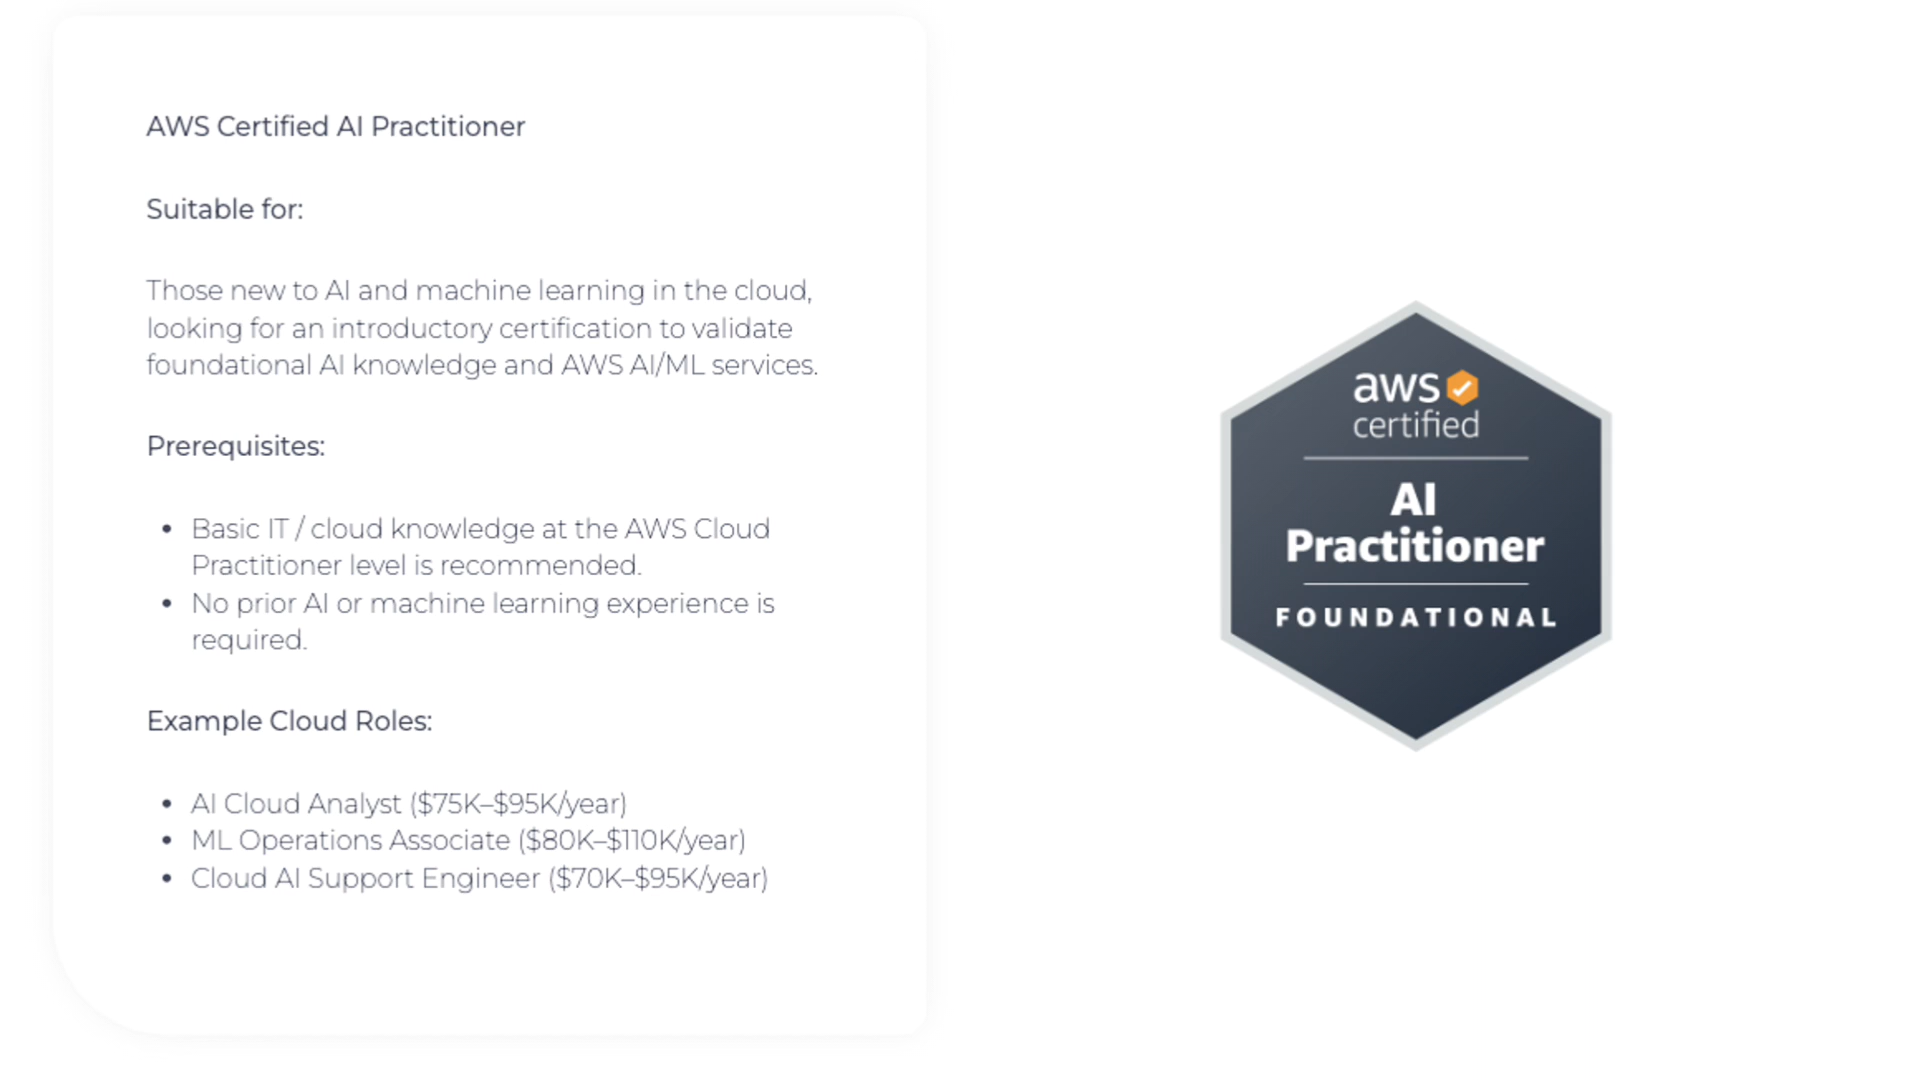 AWS Certified AI Practitioner
Suitable for:
Those new to AI and machine learning in the cloud,
looking for an introductory certification to validate
foundational AI knowledge and AWS AI/ML services.
Prerequisites:
• Basic IT / cloud knowledge at the AWS Cloud
Practitioner level is recommended.
• No prior AI or machine learning experience is
required.
Example Cloud Roles:
• AI Cloud Analyst ($75K–$95K/year)
• ML Operations Associate ($80K–$110K/year)
• Cloud AI Support Engineer ($70K–$95K/year)
aws
certified
AI
Practitioner
FOUNDATIONAL